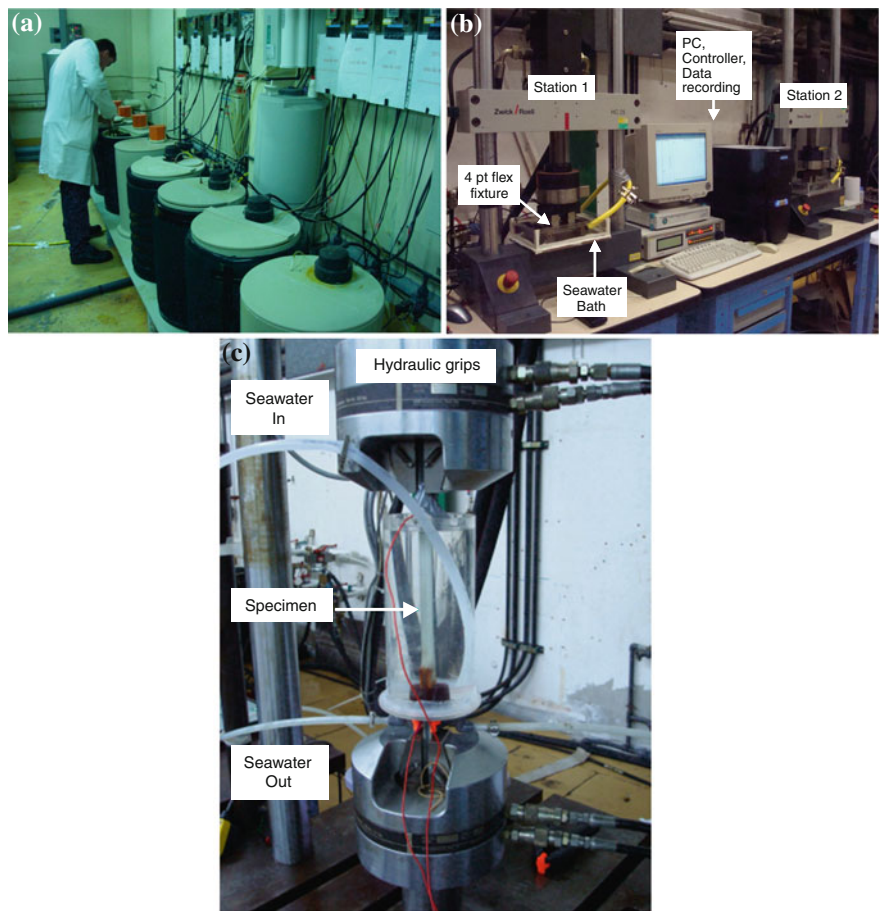 (a)
(b)
PC,
Controller,
Data
recording
Station 1
Station 2
Zwick / Roell
4 pt flex
fixture
Seawater
Bath
(c)
Hydraulic grips
Seawater
In
Specimen
Seawater
Out